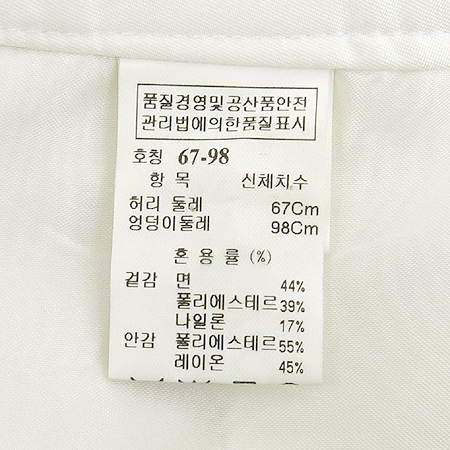 품질경영및공산품안전
관리법에의한품질표시
호칭 67-98
항 목 신체치수
허리 둘레 67Cm
엉덩이둘레 98Cm
혼 용 률 (%)
겉감 면 44%
폴리에스테르 39%
나일론 17%
안감 폴리에스테르 55%
레이온 45%